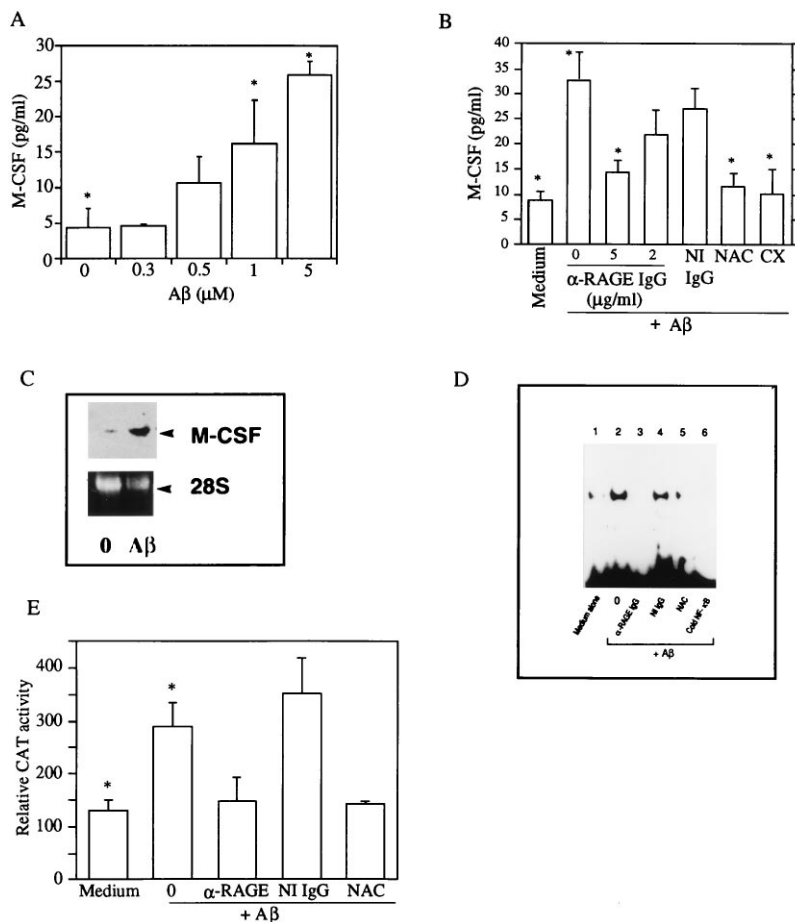 A
M-CSF (pg/ml)
30
25
20
15
10
5
0
*
*
*
0 0.3 0.5 1 5
Aβ (μM)
B
M-CSF (pg/ml)
40
35
30
25
20
15
10
5
0
*
*
*
*
*
Medium
0 5 2
α-RAGE IgG
(μg/ml)
NI
IgG
NAC CX
+ Aβ
C
M-CSF
28S
0 Aβ
D
1 2 3 4 5 6
Medium alone
0
α-RAGE IgG
NI IgG
NAC
Cold NF-κB
+ Aβ
E
Relative CAT activity
400
300
200
100
0
*
*
Medium 0 α-RAGE NI IgG NAC
+ Aβ